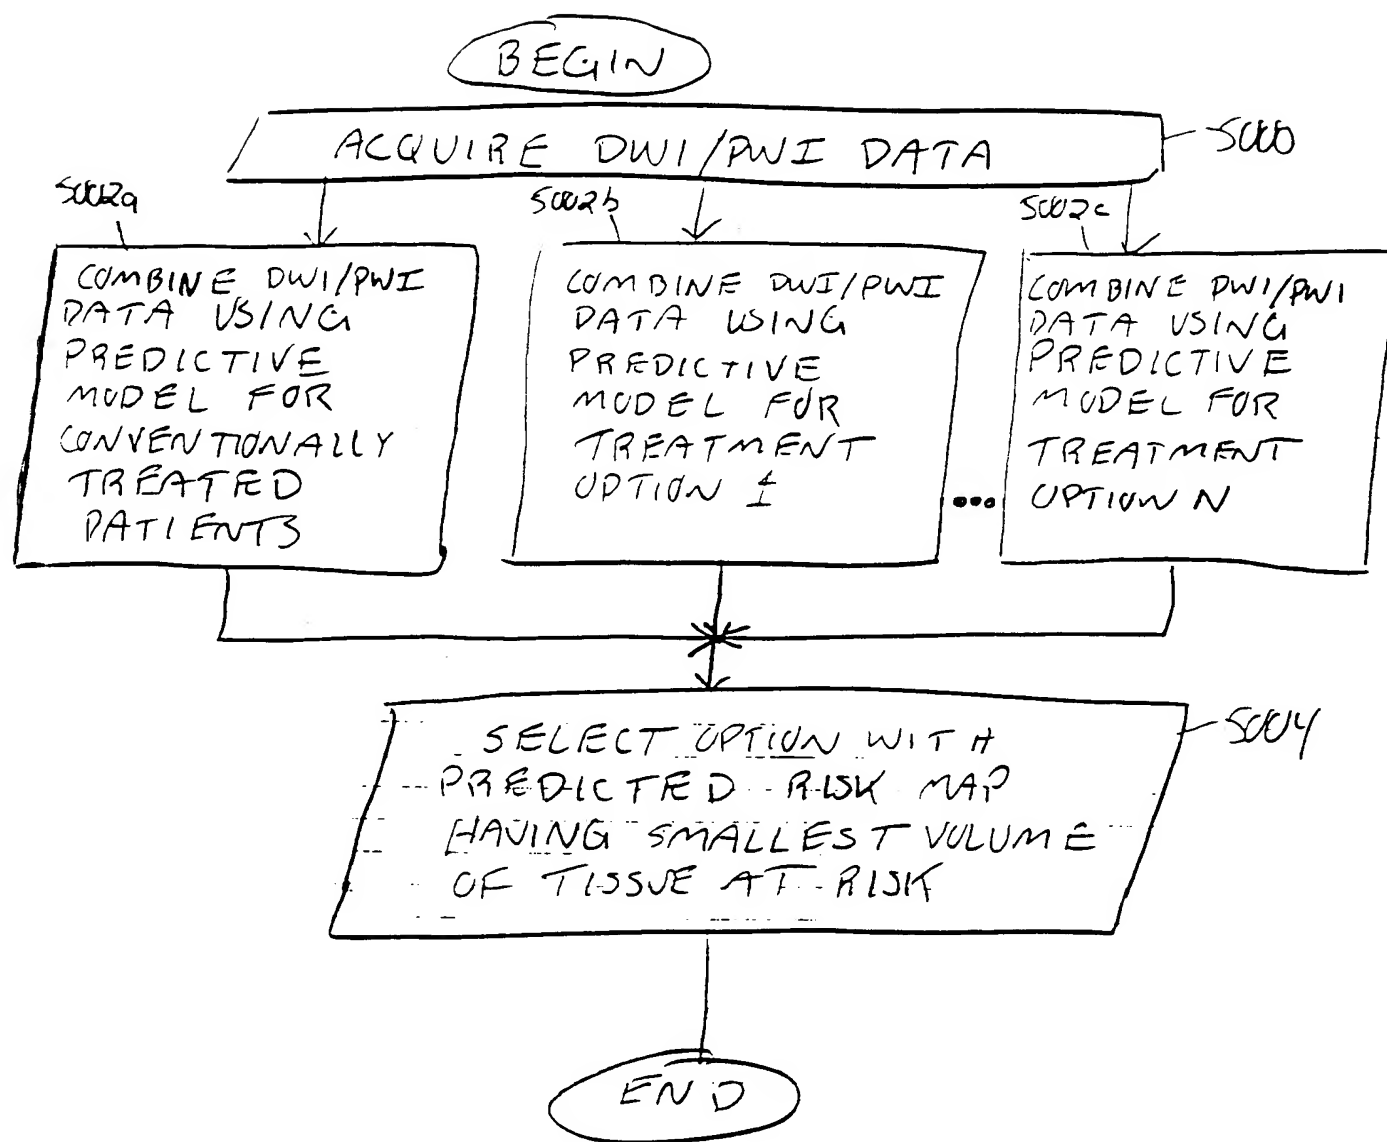 BEGIN
ACQUIRE DWI/PWI DATA
5000
5002a
COMBINE DWI/PWI
DATA USING
PREDICTIVE
MODEL FOR
CONVENTIONALLY
TREATED
PATIENTS
5002b
COMBINE DWI/PWI
DATA USING
PREDICTIVE
MODEL FOR
TREATMENT
OPTION 1
...
5002c
COMBINE DWI/PWI
DATA USING
PREDICTIVE
MODEL FOR
TREATMENT
OPTION N
SELECT OPTION WITH
PREDICTED RISK MAP
HAVING SMALLEST VOLUME
OF TISSUE AT RISK
5004
END